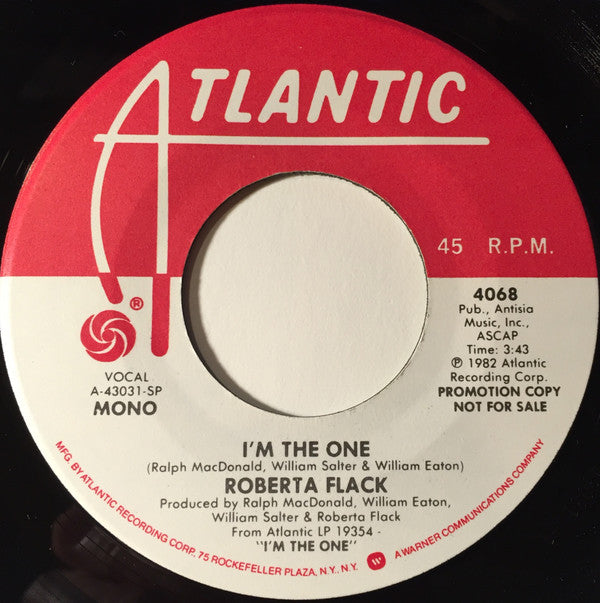 ATLANTIC
45 R.P.M.
®
4068
Pub., Antisia
Music, Inc.,
ASCAP
Time: 3:43
℗ 1982 Atlantic
Recording Corp.
PROMOTION COPY
NOT FOR SALE
VOCAL
A-43031-SP
MONO
I'M THE ONE
(Ralph MacDonald, William Salter & William Eaton)
ROBERTA FLACK
Produced by Ralph MacDonald, William Eaton,
William Salter & Roberta Flack
From Atlantic LP 19354 -
"I'M THE ONE"
MFG. BY ATLANTIC RECORDING CORP. 75 ROCKEFELLER PLAZA, N.Y., N.Y. W A WARNER COMMUNICATIONS COMPANY